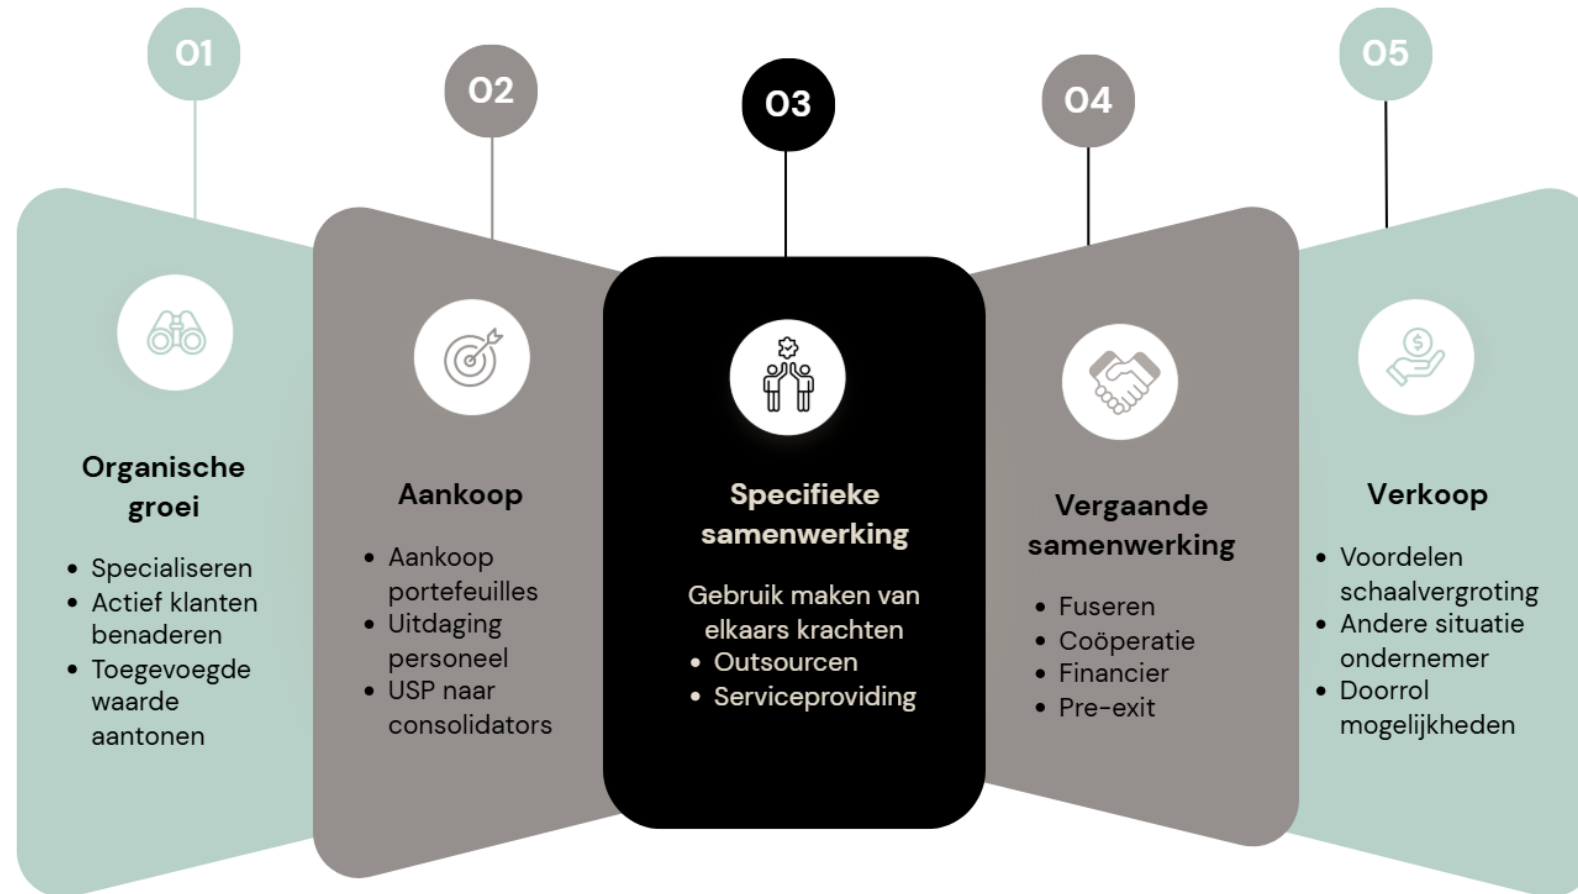 01
Organische
groei
• Specialiseren
• Actief klanten
benaderen
• Toegevoegde
waarde
aantonen
02
Aankoop
• Aankoop
portefeuilles
• Uitdaging
personeel
• USP naar
consolidators
03
Specifieke
samenwerking
Gebruik maken van
elkaars krachten
• Outsourcen
• Serviceproviding
04
Vergaande
samenwerking
• Fuseren
• Coöperatie
• Financier
• Pre-exit
05
$
Verkoop
• Voordelen
schaalvergroting
• Andere situatie
ondernemer
• Doorrol
mogelijkheden